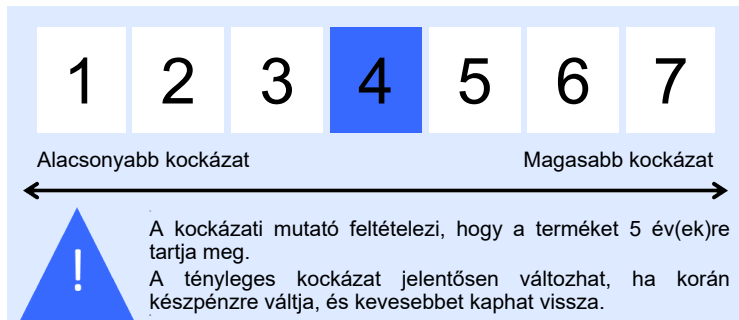 1 2 3 4 5 6 7
Alacsonyabb kockázat Magasabb kockázat
!
A kockázati mutató feltételezi, hogy a terméket 5 év(ek)re
tartja meg.
A tényleges kockázat jelentősen változhat, ha korán
készpénzre váltja, és kevesebbet kaphat vissza.